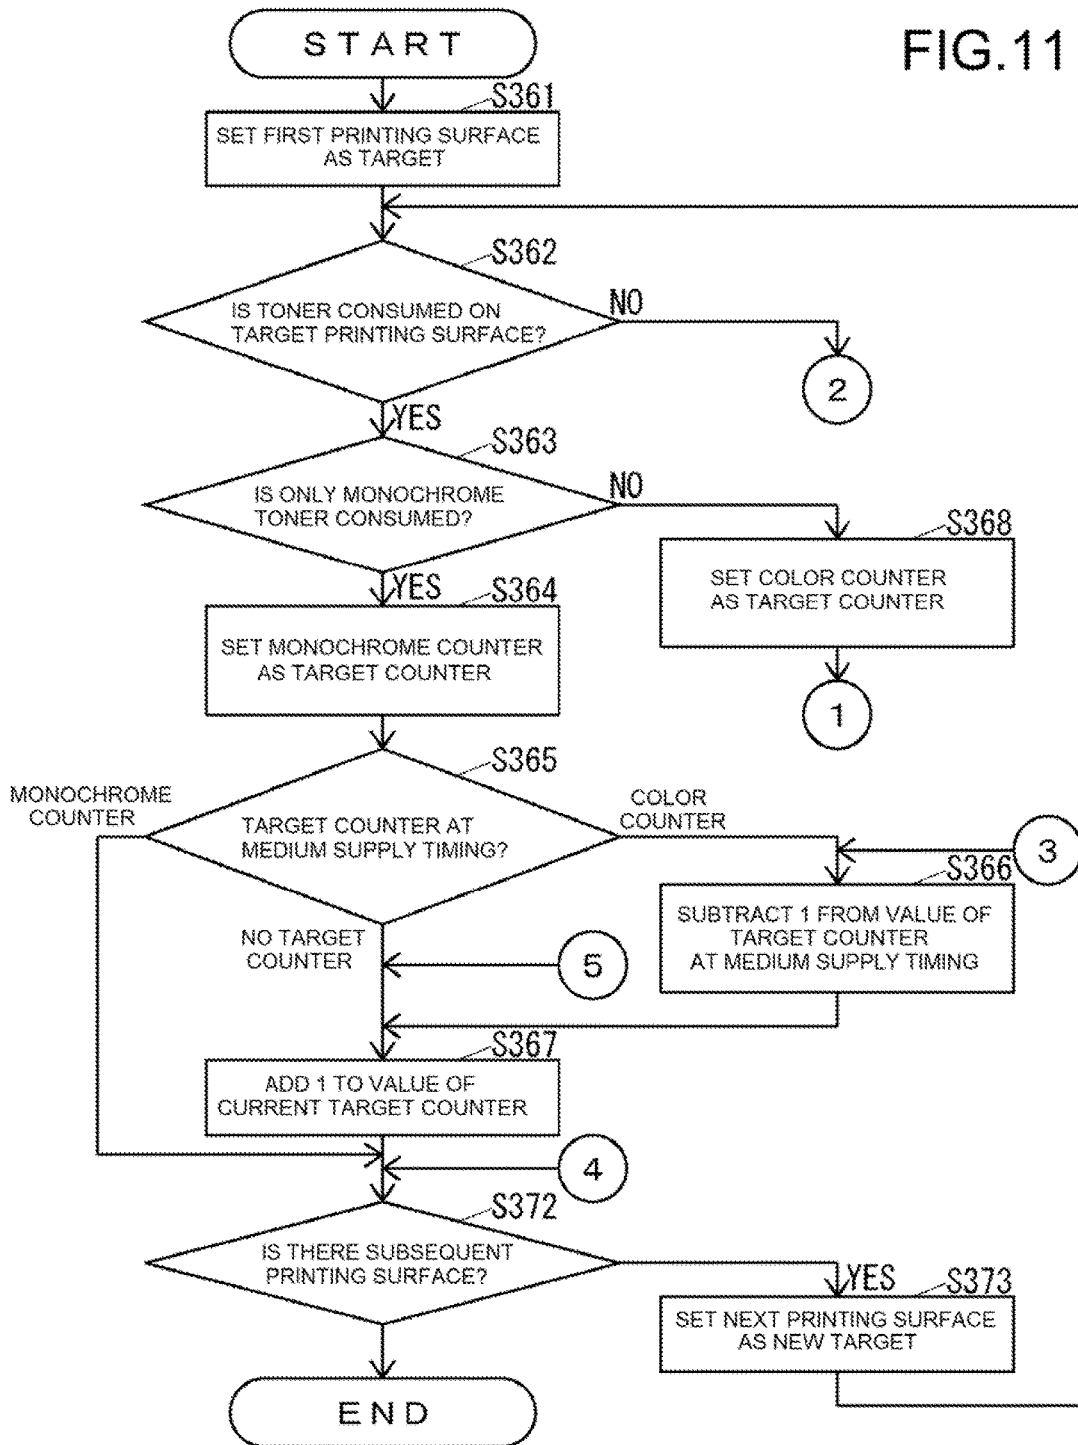 START
FIG.11
S361
SET FIRST PRINTING SURFACE
AS TARGET
S362
IS TONER CONSUMED ON
TARGET PRINTING SURFACE?
NO
2
YES
S363
IS ONLY MONOCHROME
TONER CONSUMED?
NO
S368
SET COLOR COUNTER
AS TARGET COUNTER
1
YES
S364
SET MONOCHROME COUNTER
AS TARGET COUNTER
S365
MONOCHROME
COUNTER
TARGET COUNTER AT
MEDIUM SUPPLY TIMING?
COLOR
COUNTER
3
S366
SUBTRACT 1 FROM VALUE OF
TARGET COUNTER
AT MEDIUM SUPPLY TIMING
NO TARGET
COUNTER
5
S367
ADD 1 TO VALUE OF
CURRENT TARGET COUNTER
4
S372
IS THERE SUBSEQUENT
PRINTING SURFACE?
YES
S373
SET NEXT PRINTING SURFACE
AS NEW TARGET
END